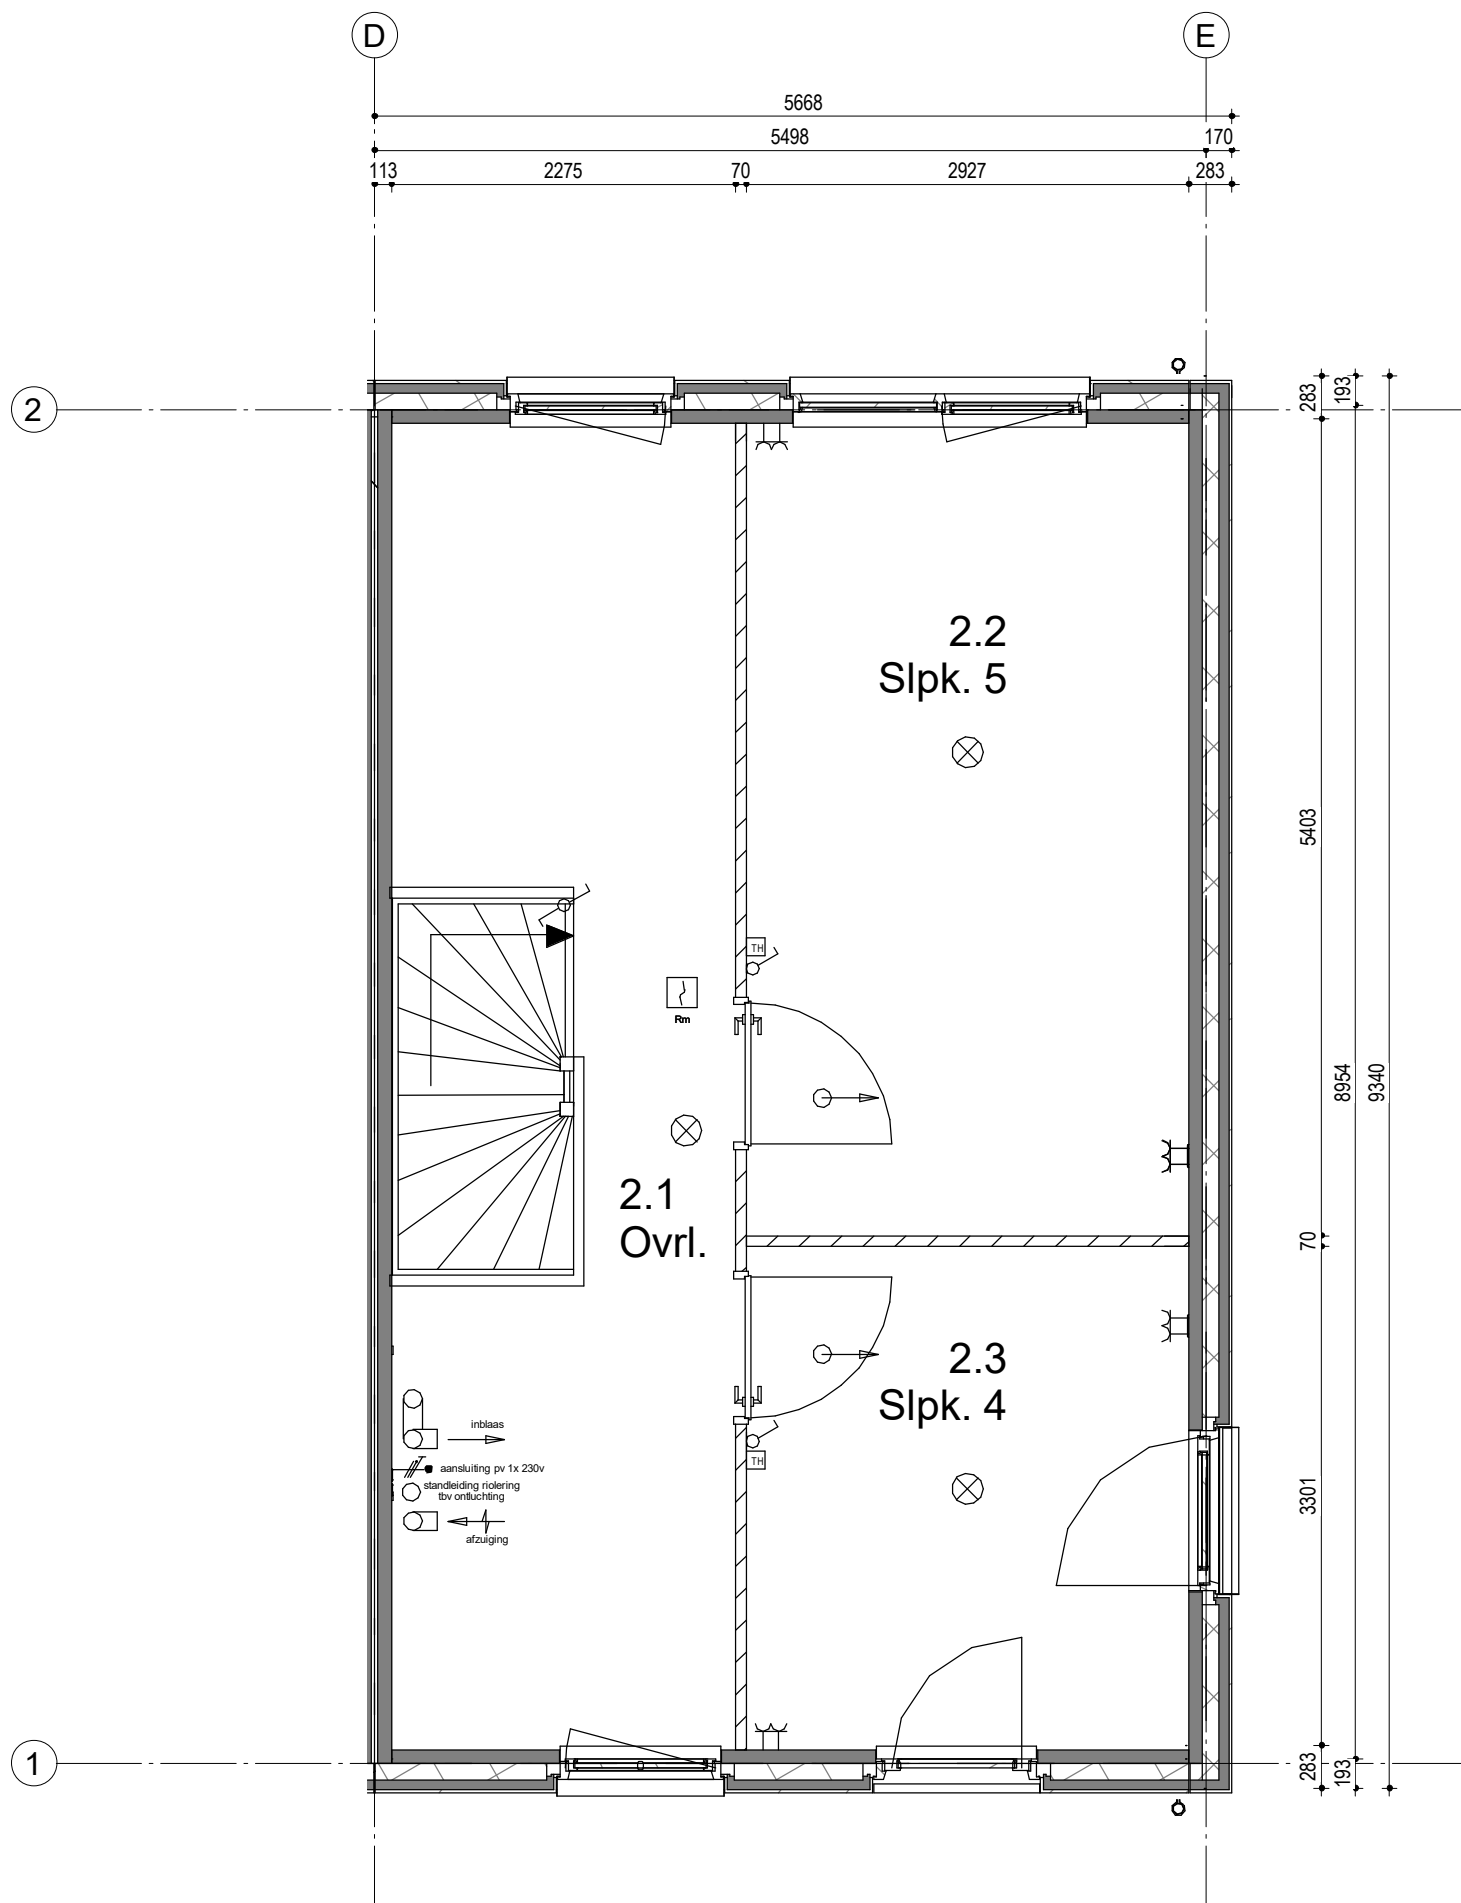 D
E
5668
5498
170
113
2275
70
2927
283
2
283
193
2.2
Slpk. 5
5403
TH
Rm
8954
9340
2.1
Ovrl.
70
2.3
Slpk. 4
inblaas
aansluiting pv 1x 230v
TH
standleiding riolering
tbv ontluchting
3301
afzuiging
1
283
193